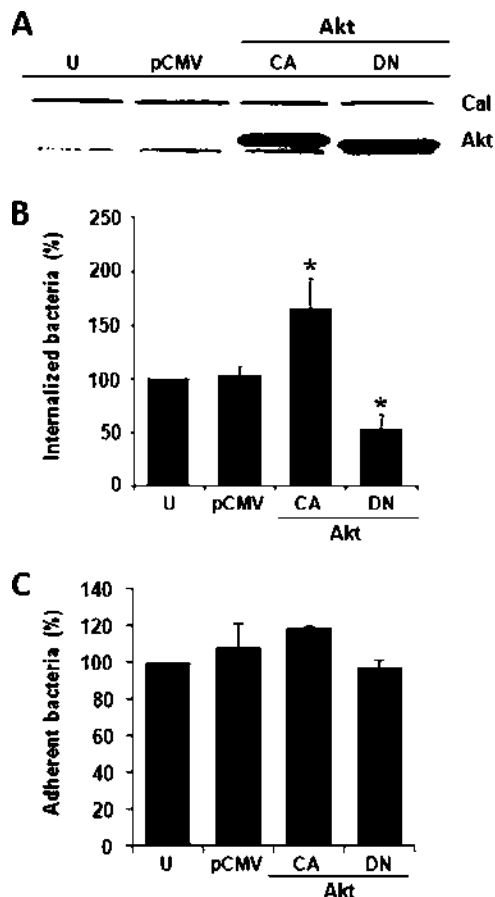 A
Akt
U pCMV CA DN
Cal
Akt
B
Internalized bacteria (%)
250
200
150
100
50
0
*
*
U pCMV CA DN
Akt
C
Adherent bacteria (%)
140
120
100
80
60
40
20
0
U pCMV CA DN
Akt